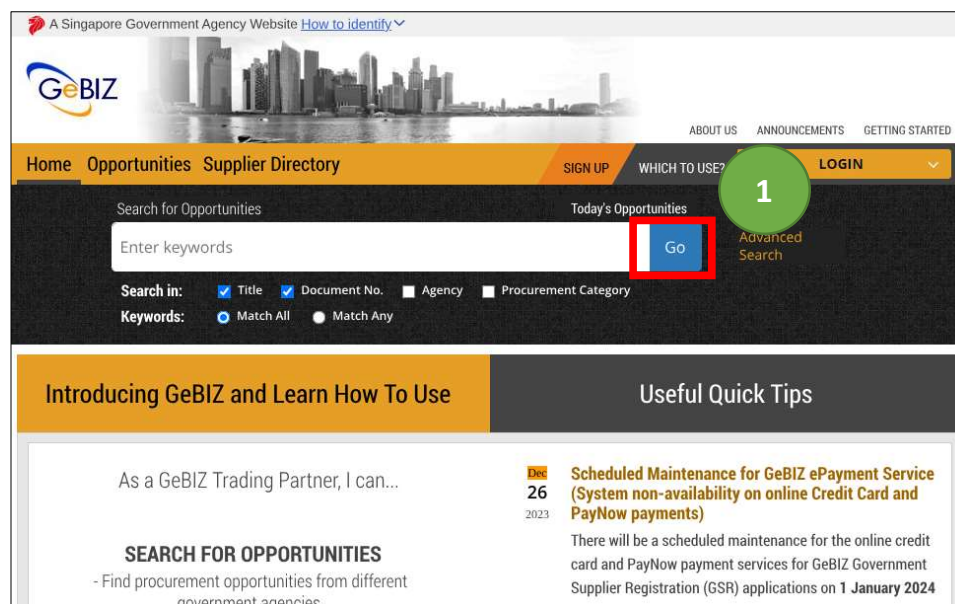 A Singapore Government Agency Website How to identify
GeBIZ
ABOUT US ANNOUNCEMENTS GETTING STARTED
Home Opportunities Supplier Directory
SIGN UP WHICH TO USE? LOGIN
1
Search for Opportunities Today's Opportunities
Enter keywords Go Advanced
Search
Search in: Title Document No. Agency Procurement Category
Keywords: Match All Match Any
Introducing GeBIZ and Learn How To Use
Useful Quick Tips
As a GeBIZ Trading Partner, I can...
SEARCH FOR OPPORTUNITIES
- Find procurement opportunities from different
government agencies
Dec
26
2023
Scheduled Maintenance for GeBIZ ePayment Service
(System non-availability on online Credit Card and
PayNow payments)
There will be a scheduled maintenance for the online credit
card and PayNow payment services for GeBIZ Government
Supplier Registration (GSR) applications on 1 January 2024